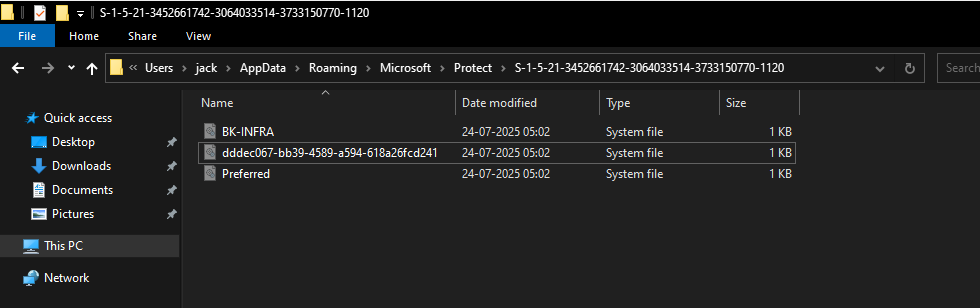 S-1-5-21-3452661742-3064033514-3733150770-1120
File Home Share View
Users jack AppData Roaming Microsoft Protect S-1-5-21-3452661742-3064033514-3733150770-1120 Search
Name Date modified Type Size
Quick access
Desktop
Downloads
Documents
Pictures
This PC
Network
BK-INFRA 24-07-2025 05:02 System file 1 KB
dddec067-bb39-4589-a594-618a26fcd241 24-07-2025 05:02 System file 1 KB
Preferred 24-07-2025 05:02 System file 1 KB